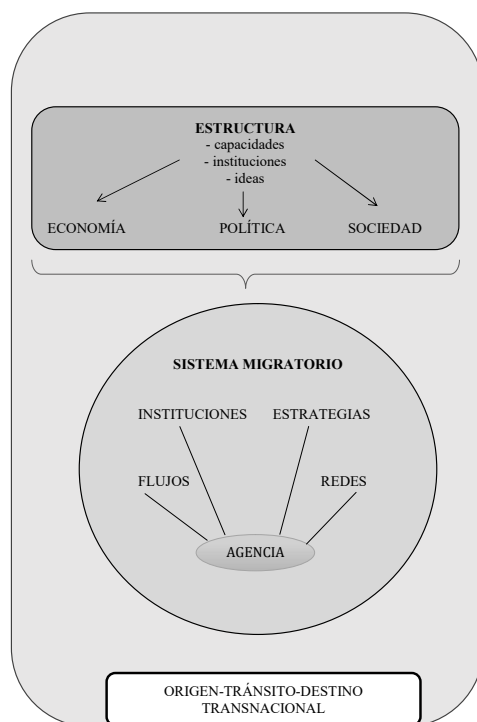 ESTRUCTURA
- capacidades
- instituciones
- ideas
ECONOMÍA POLÍTICA SOCIEDAD
SISTEMA MIGRATORIO
INSTITUCIONES ESTRATEGIAS
FLUJOS REDES
AGENCIA
ORIGEN-TRÁNSITO-DESTINO
TRANSNACIONAL